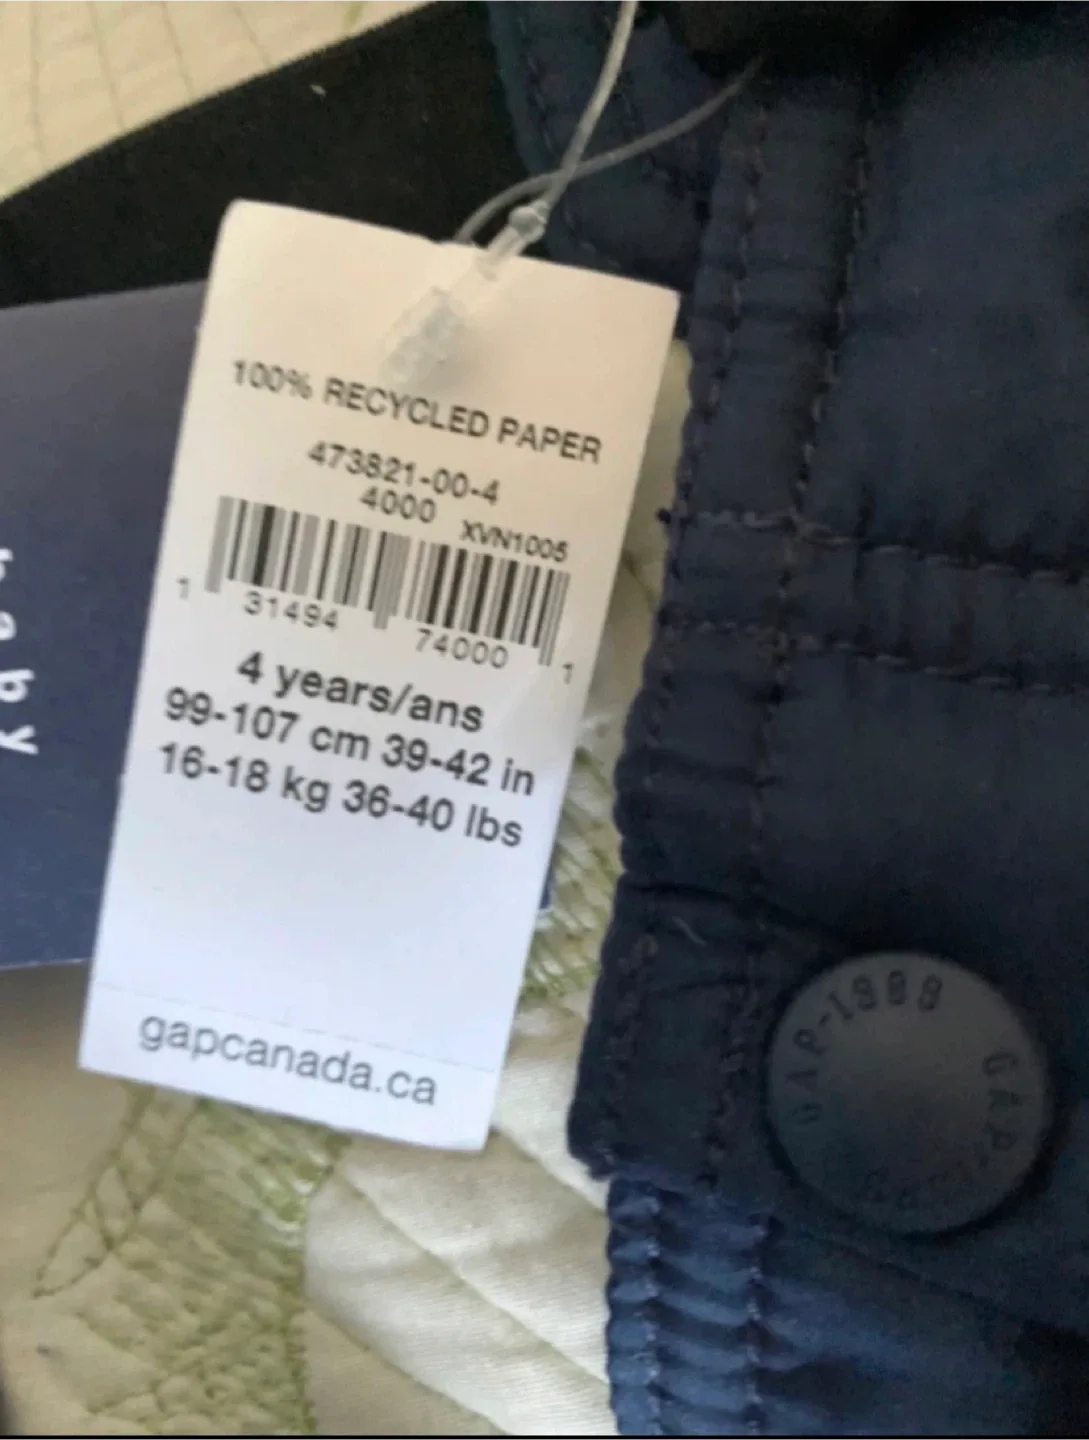 100% RECYCLED PAPER
473821-00-4
4000 XVN1005
1 31494 74000 1
4 years/ans
99-107 cm 39-42 in
16-18 kg 36-40 lbs
gapcanada.ca
baby
GAP-1969